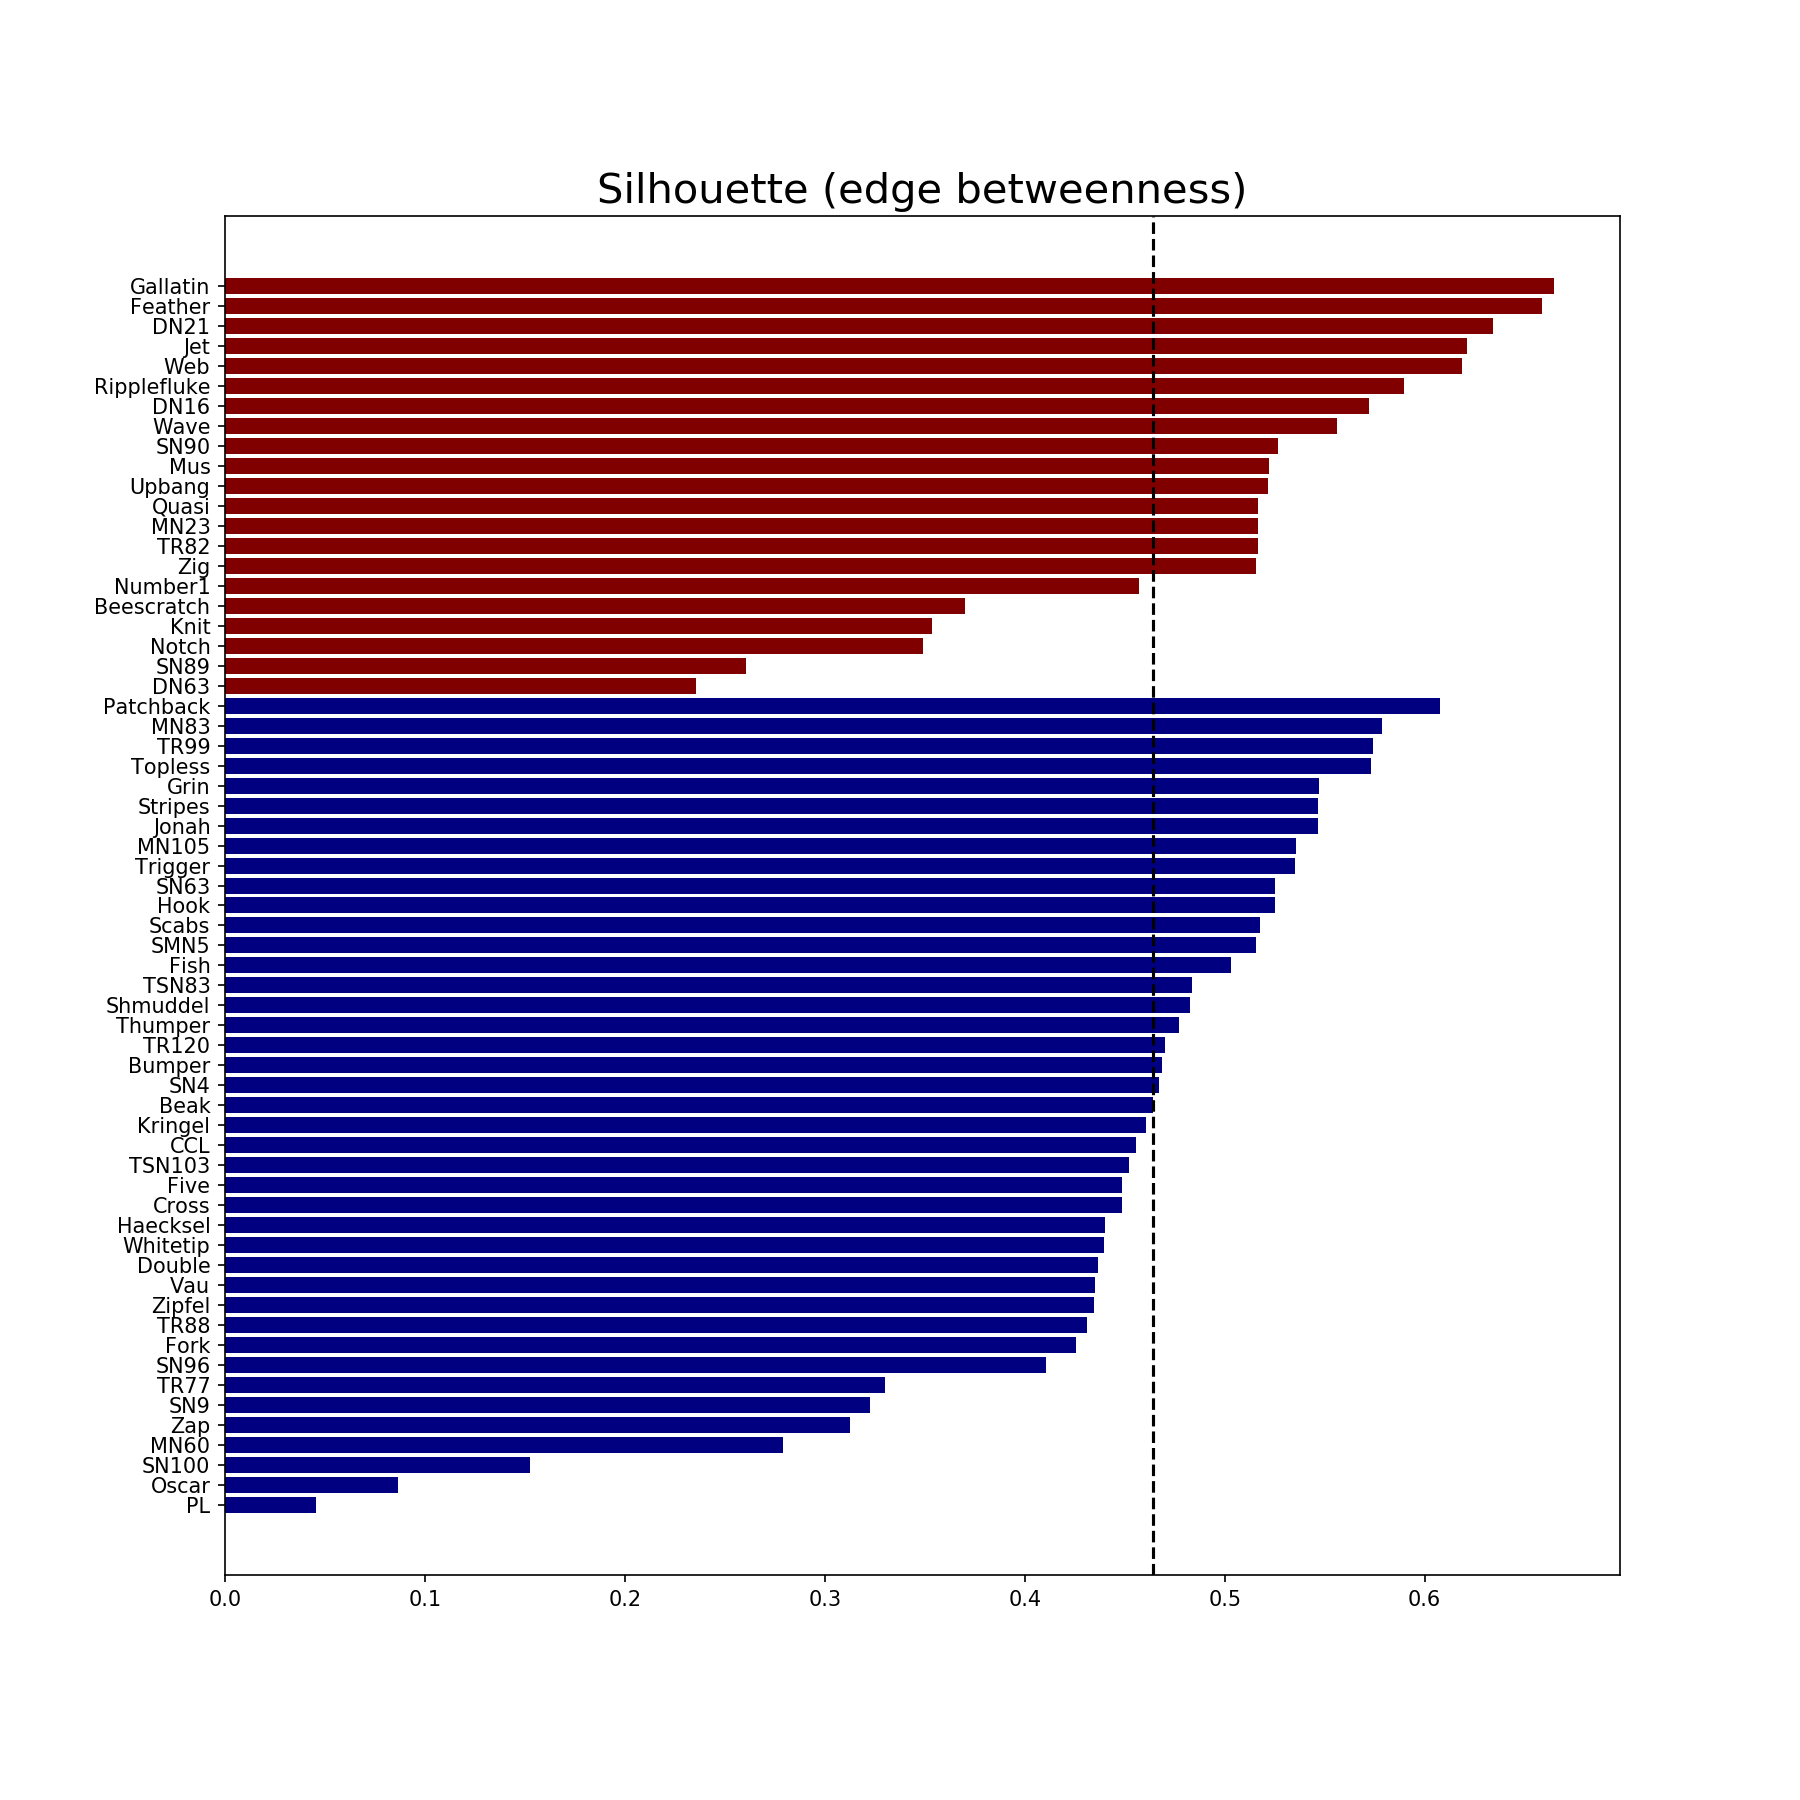 Silhouette (edge betweenness)
Gallatin
Feather
DN21
Jet
Web
Ripplefluke
DN16
Wave
SN90
Mus
Upbang
Quasi
MN23
TR82
Zig
Number1
Beescratch
Knit
Notch
SN89
DN63
Patchback
MN83
TR99
Topless
Grin
Stripes
Jonah
MN105
Trigger
SN63
Hook
Scabs
SMN5
Fish
TSN83
Shmuddel
Thumper
TR120
Bumper
SN4
Beak
Kringel
CCL
TSN103
Five
Cross
Haecksel
Whitetip
Double
Vau
Zipfel
TR88
Fork
SN96
TR77
SN9
Zap
MN60
SN100
Oscar
PL
0.0 0.1 0.2 0.3 0.4 0.5 0.6